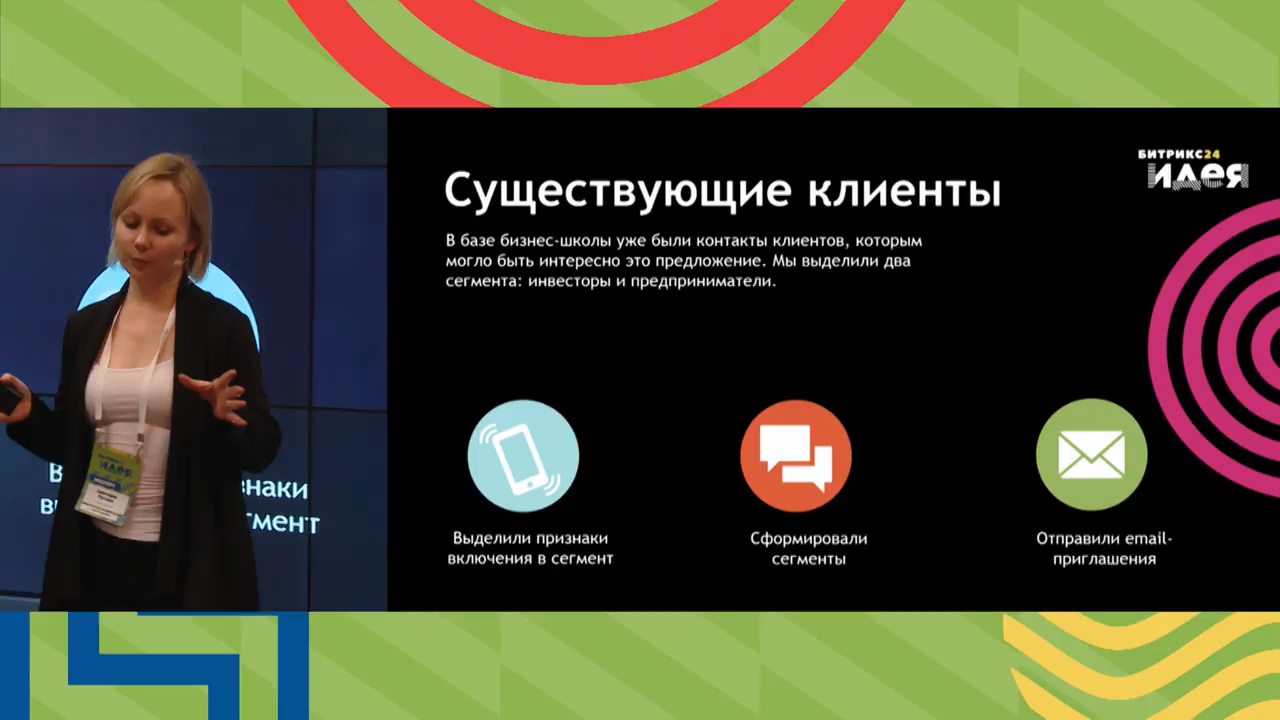 БИТРИКС24
идея
Существующие клиенты
В базе бизнес-школы уже были контакты клиентов, которым
могло быть интересно это предложение. Мы выделили два
сегмента: инвесторы и предприниматели.
Выделили признаки
включения в сегмент
Сформировали
сегменты
Отправили email-
приглашения